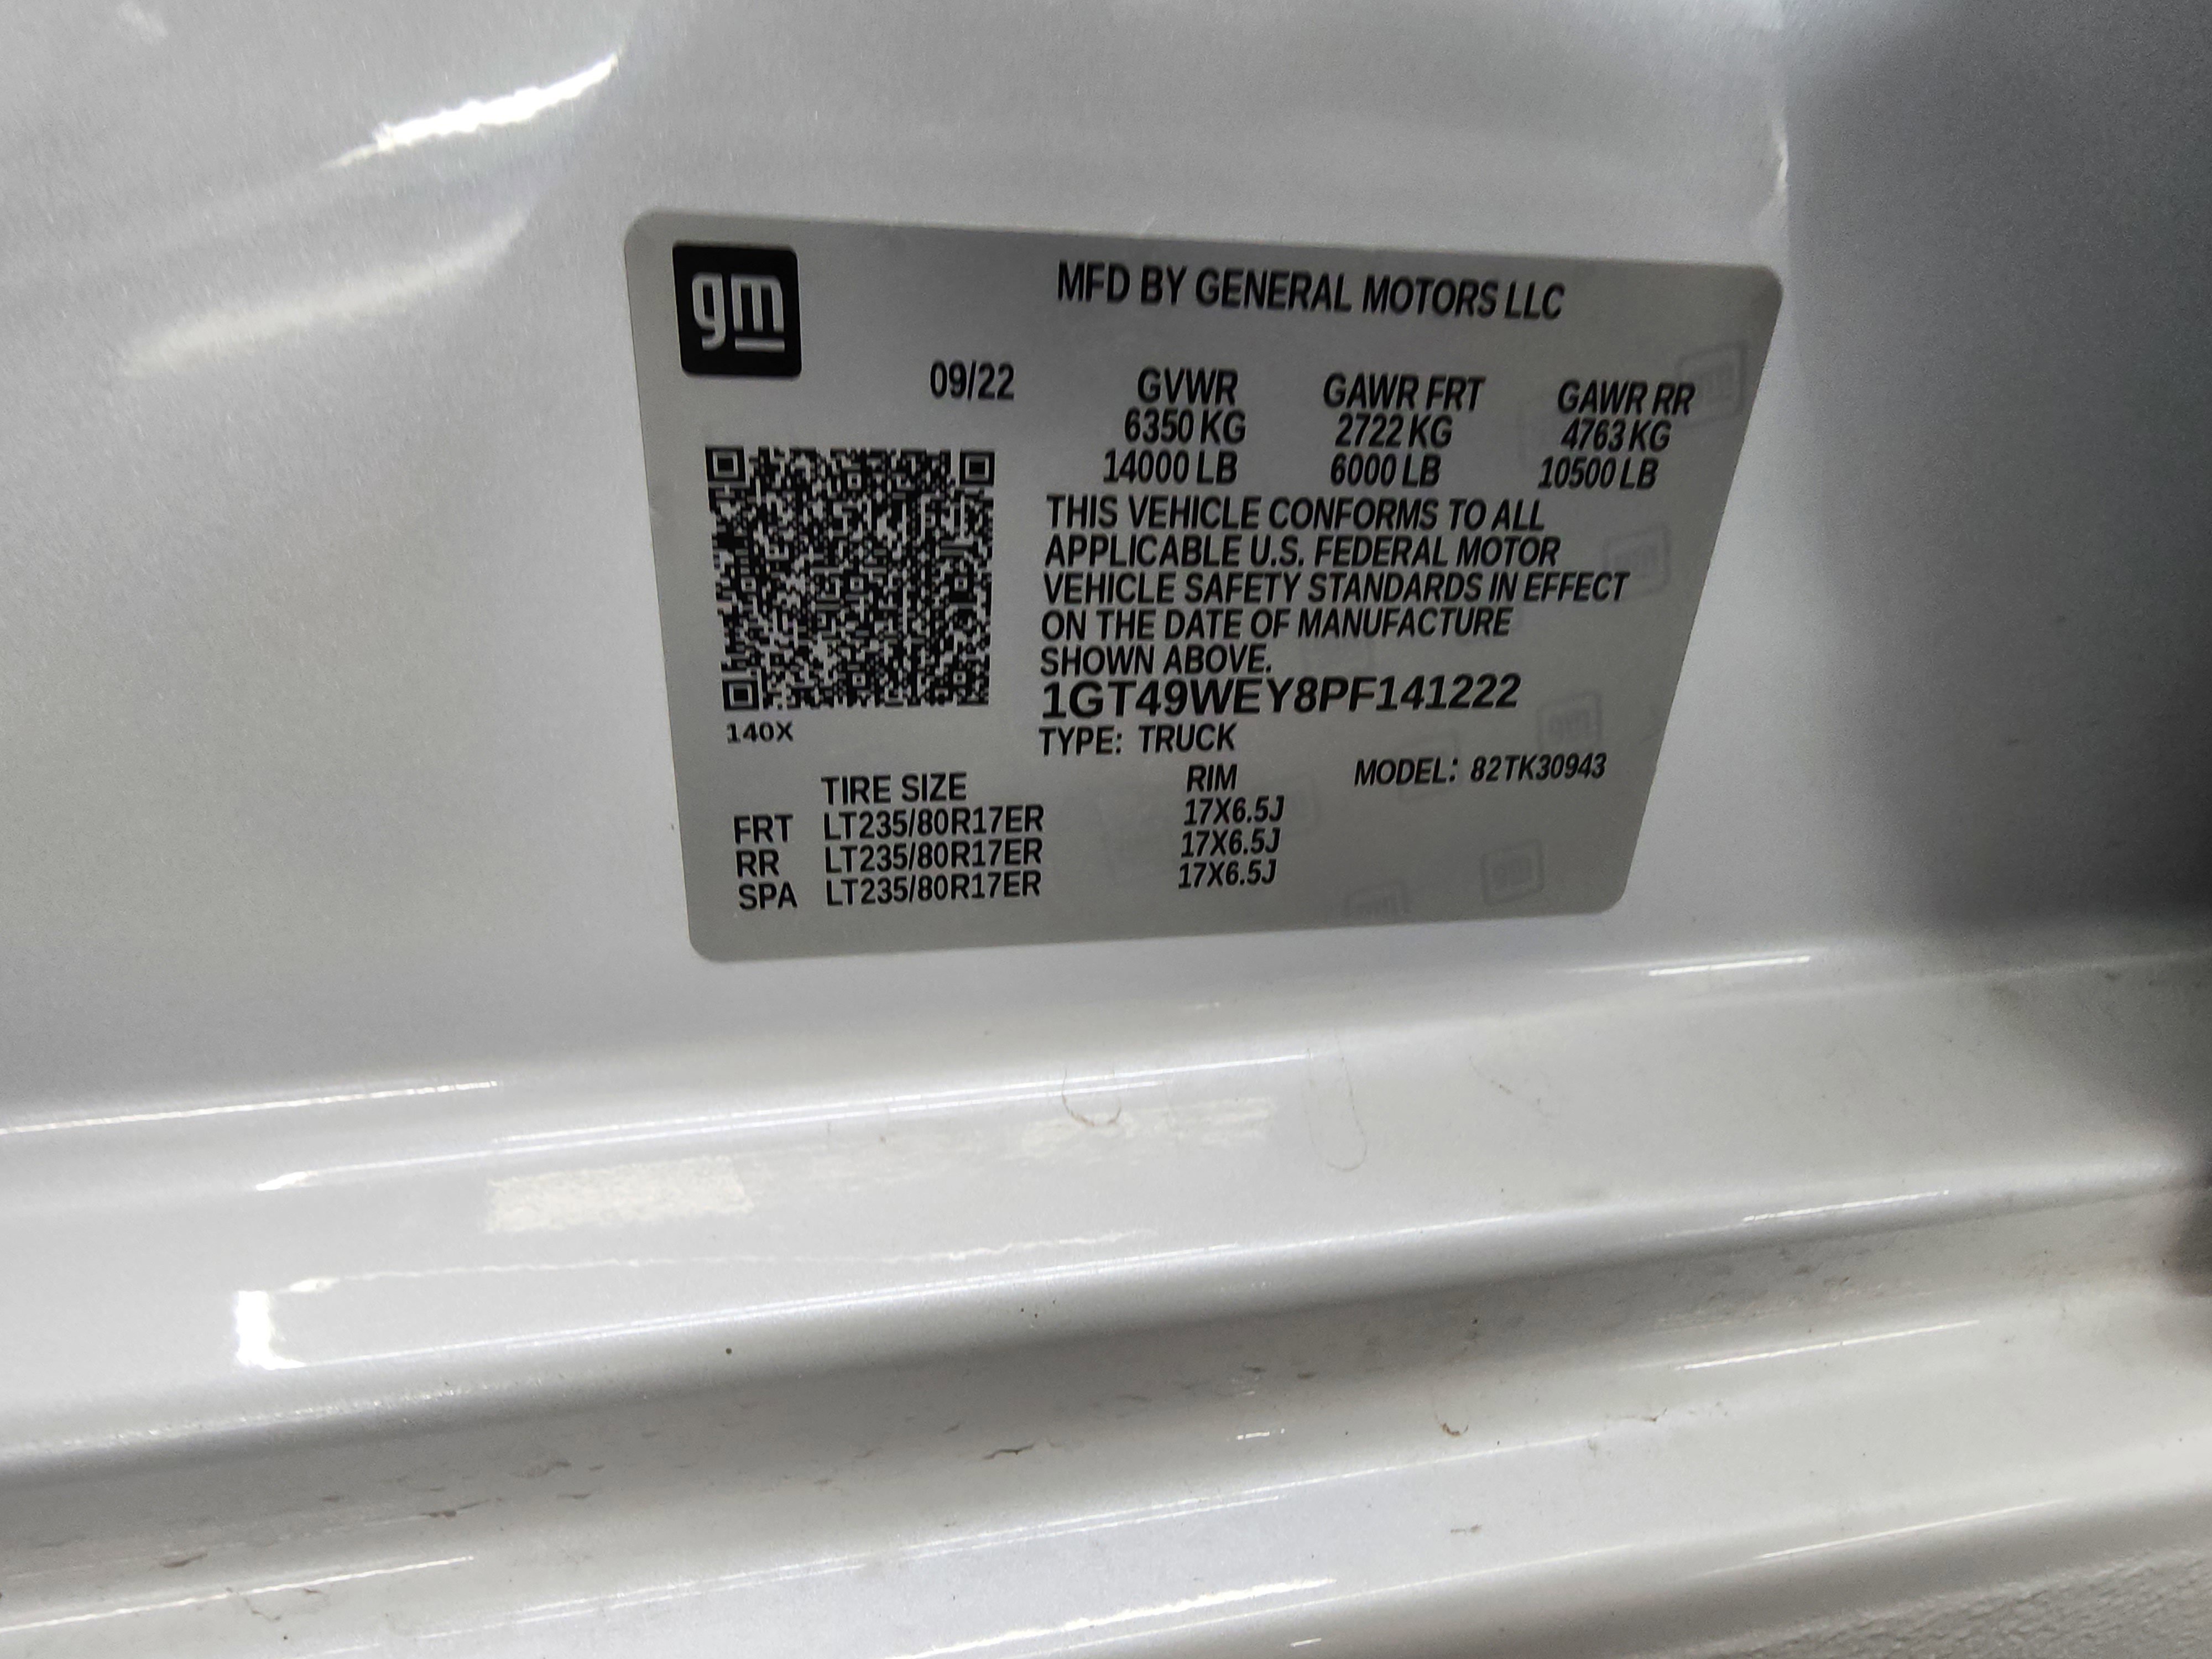 gm
MFD BY GENERAL MOTORS LLC
09/22 GVWR GAWR FRT GAWR RR
6350 KG 2722 KG 4763 KG
14000 LB 6000 LB 10500 LB
THIS VEHICLE CONFORMS TO ALL
APPLICABLE U.S. FEDERAL MOTOR
VEHICLE SAFETY STANDARDS IN EFFECT
ON THE DATE OF MANUFACTURE
SHOWN ABOVE.
1GT49WEY8PF141222
140X
TYPE: TRUCK
TIRE SIZE RIM MODEL: 82TK30943
FRT LT235/80R17ER 17X6.5J
RR LT235/80R17ER 17X6.5J
SPA LT235/80R17ER 17X6.5J